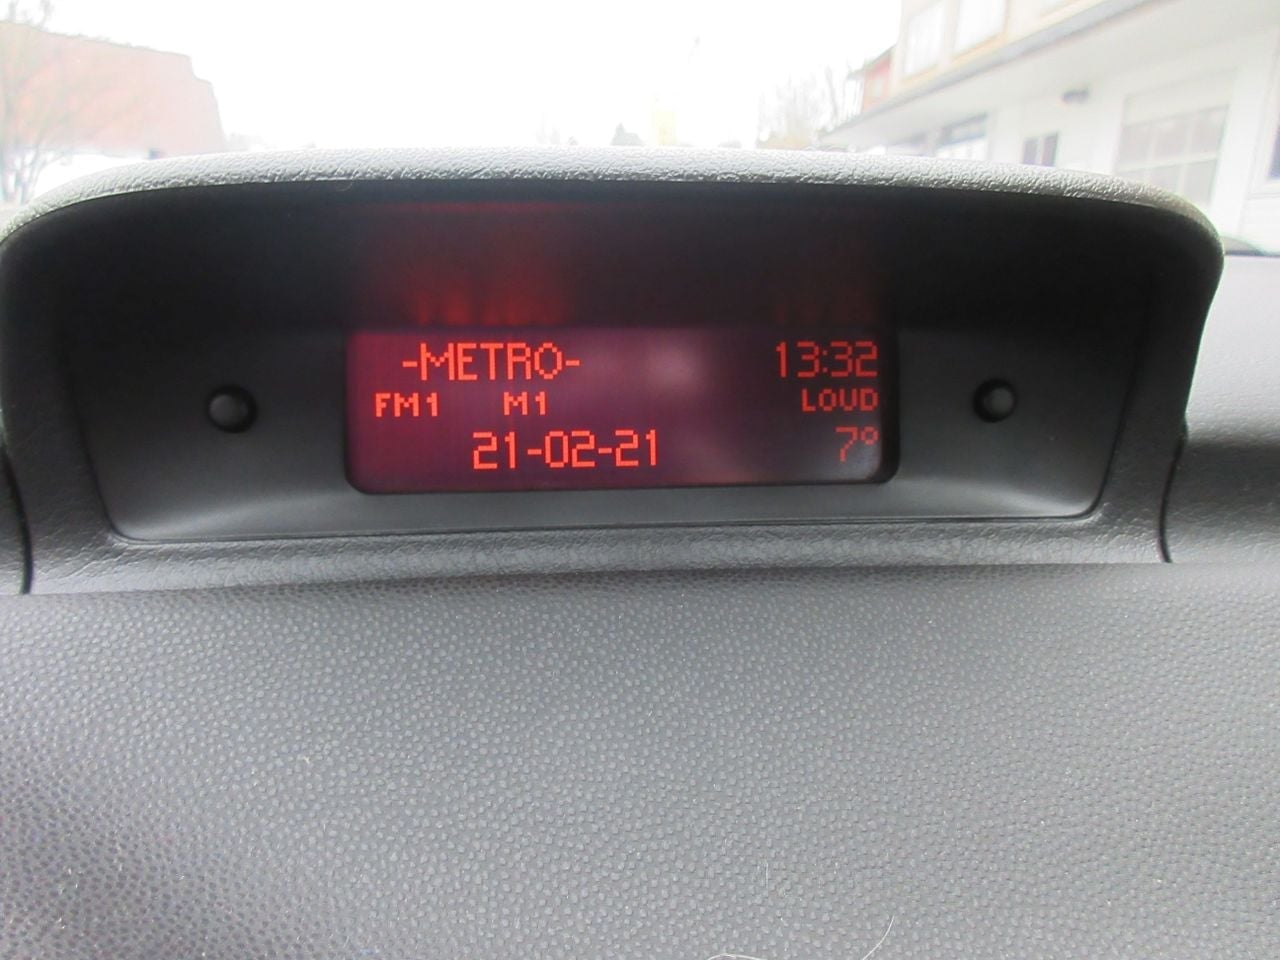 -METRO- 13:32
FM1 M1 LOUD
21-02-21 7°